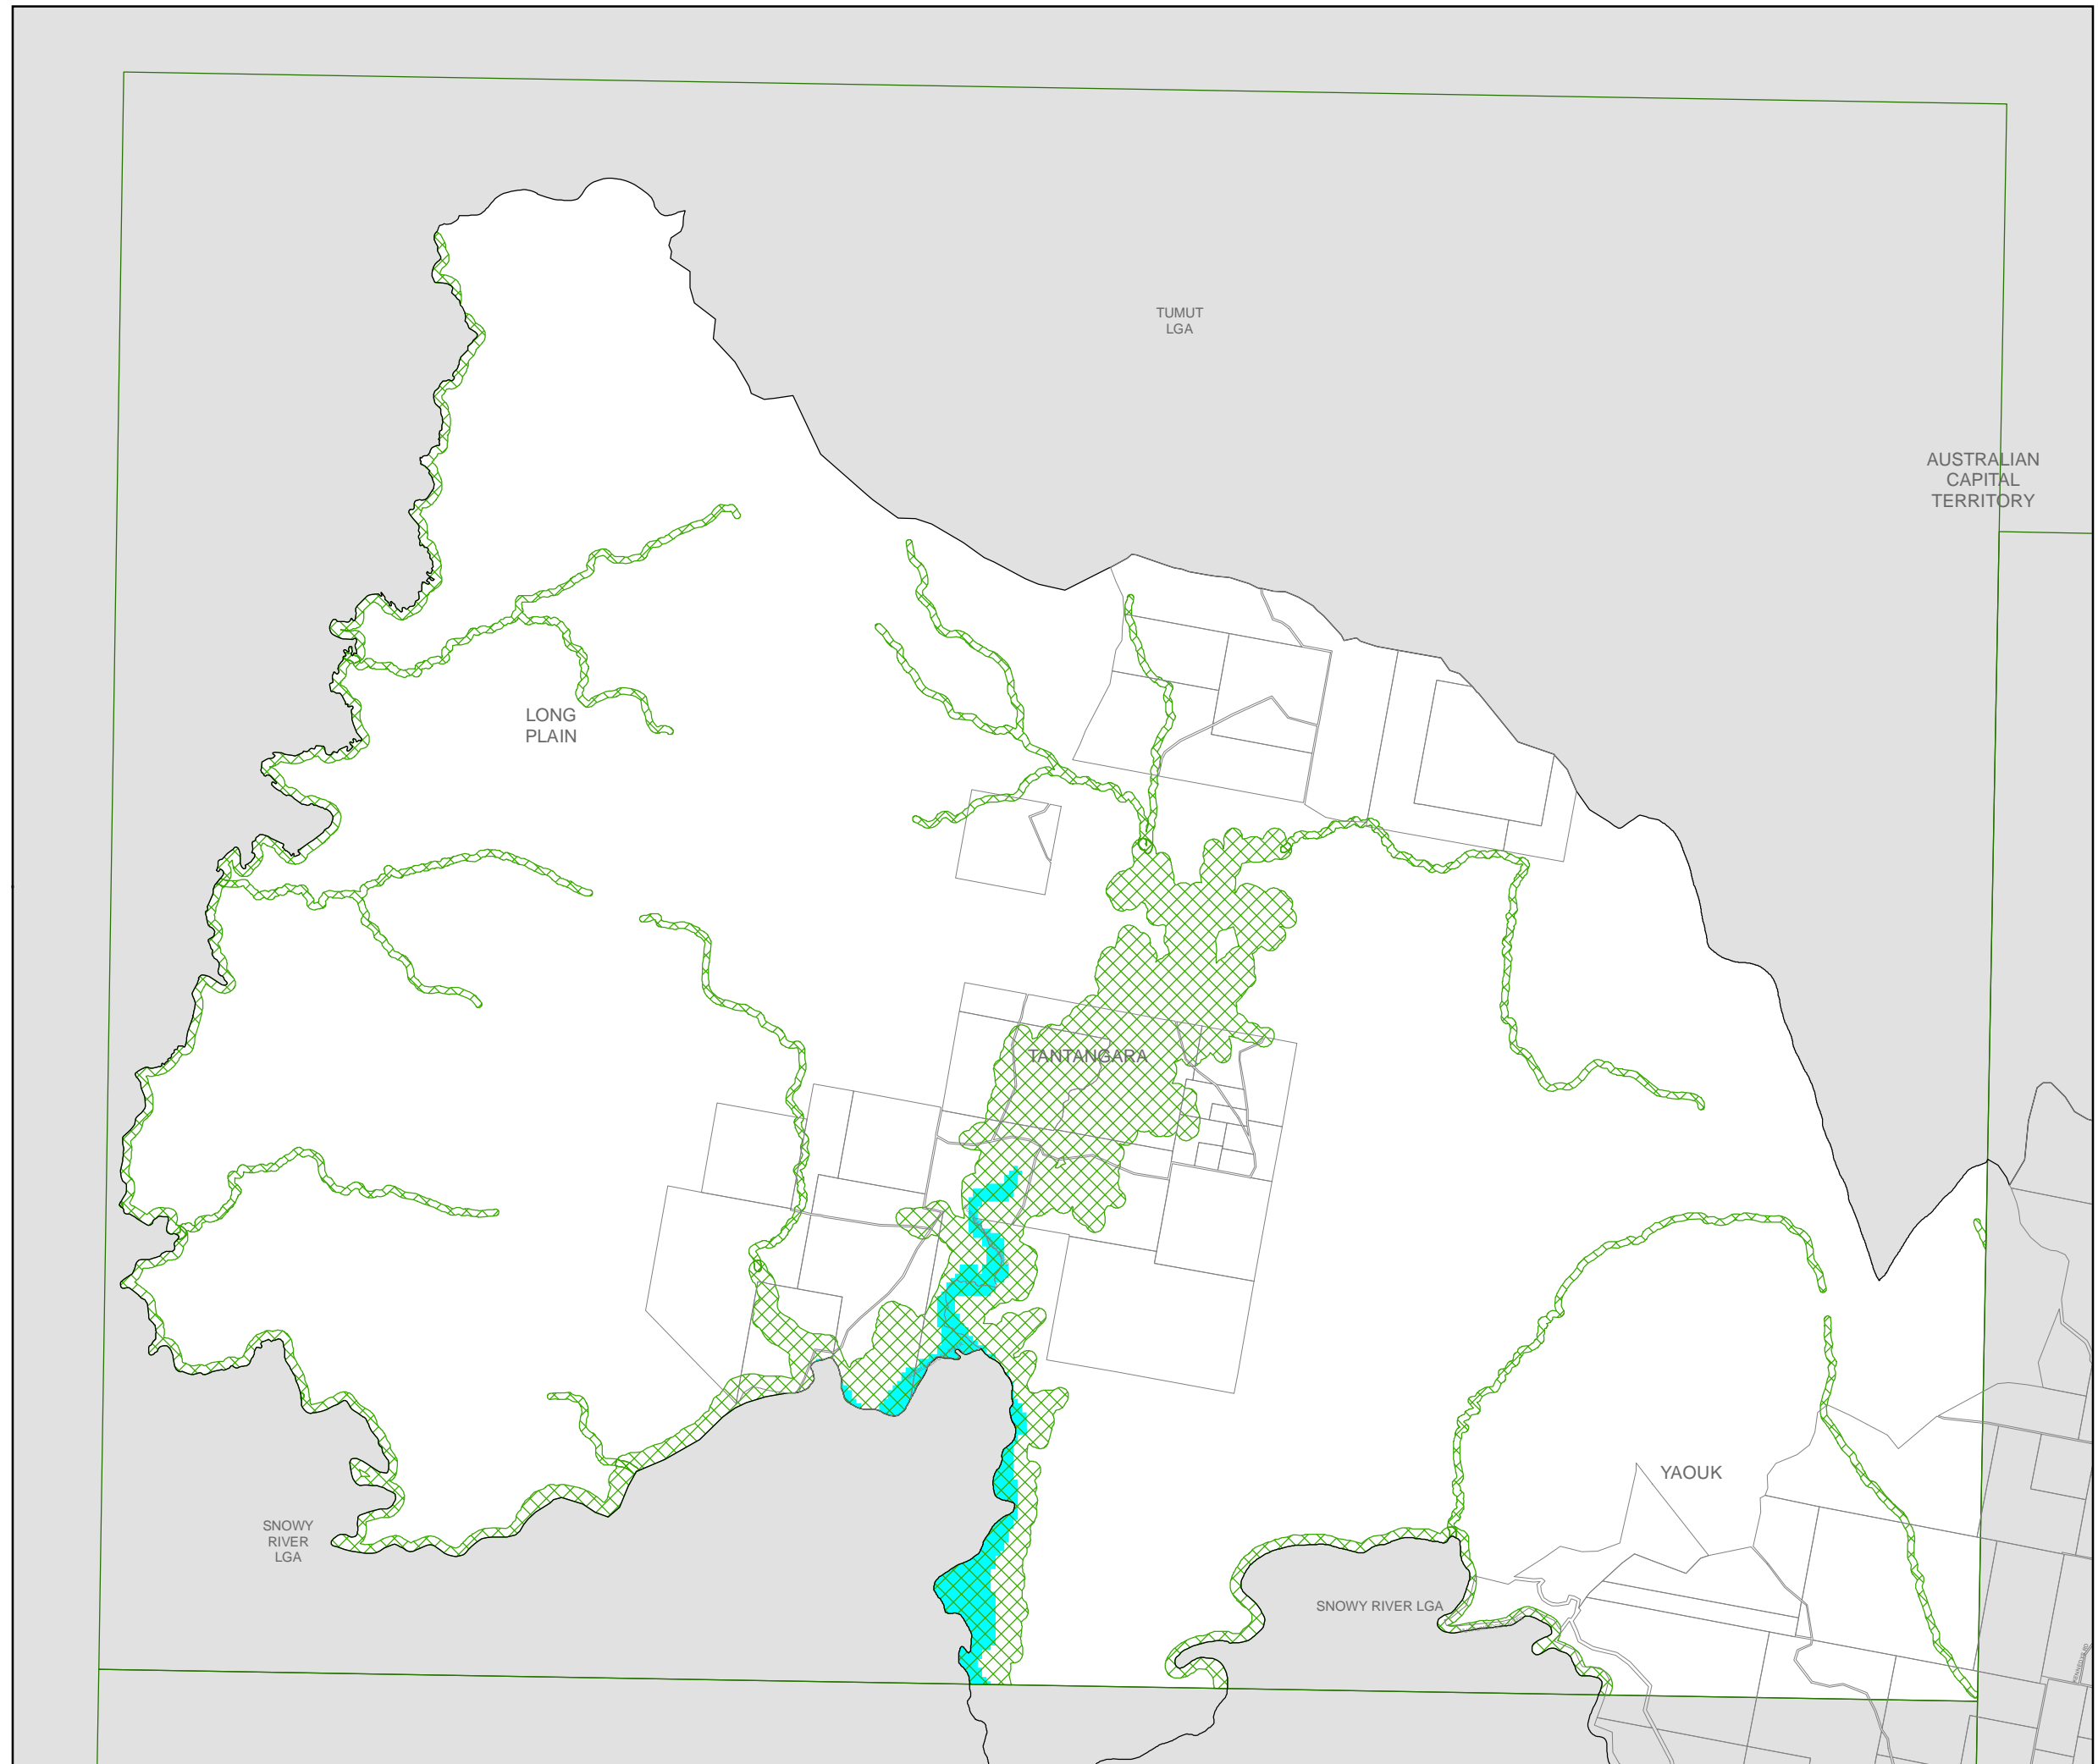 TUMUT
LGA
AUSTRALIAN
CAPITAL
TERRITORY
LONG
PLAIN
TANTANGARA
YAOUK
SNOWY
RIVER
LGA
SNOWY RIVER LGA